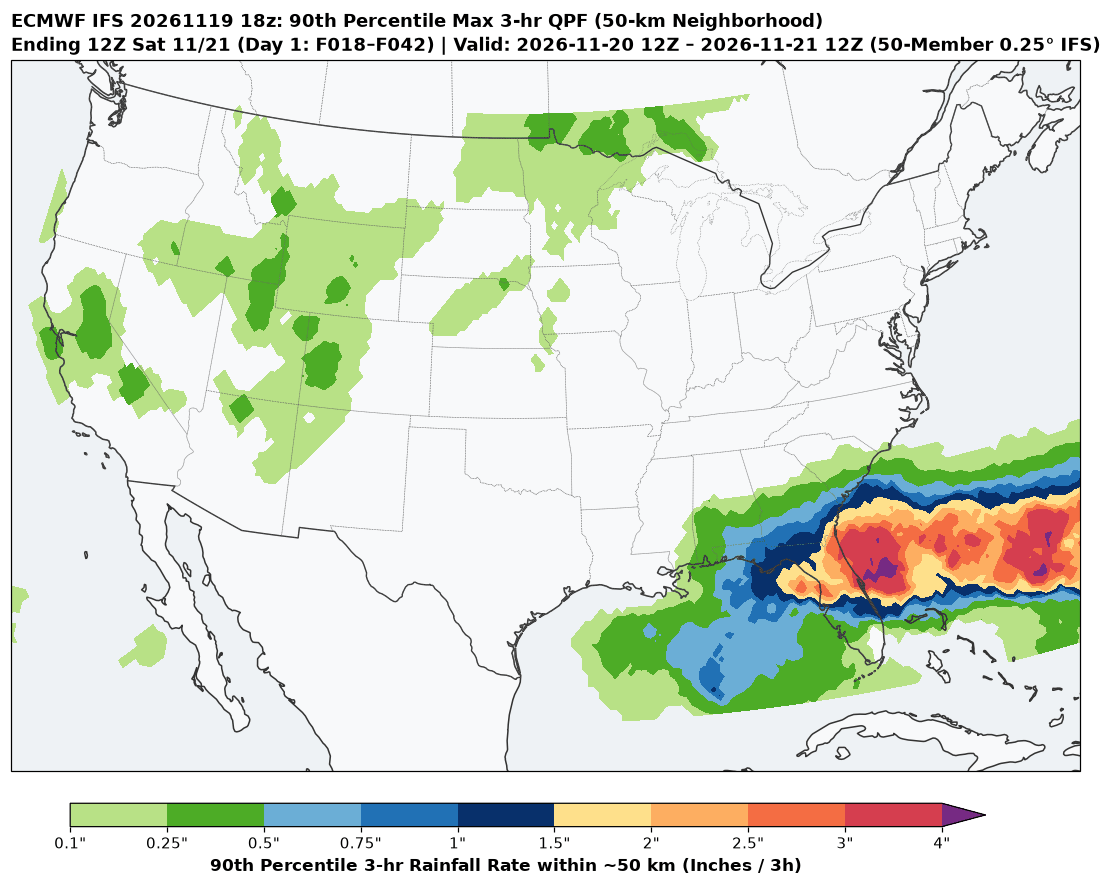 ECMWF IFS 20261119 18z: 90th Percentile Max 3-hr QPF (50-km Neighborhood)
Ending 12Z Sat 11/21 (Day 1: F018–F042) | Valid: 2026-11-20 12Z – 2026-11-21 12Z (50-Member 0.25° IFS)
0.1" 0.25" 0.5" 0.75" 1" 1.5" 2" 2.5" 3" 4"
90th Percentile 3-hr Rainfall Rate within ~50 km (Inches / 3h)